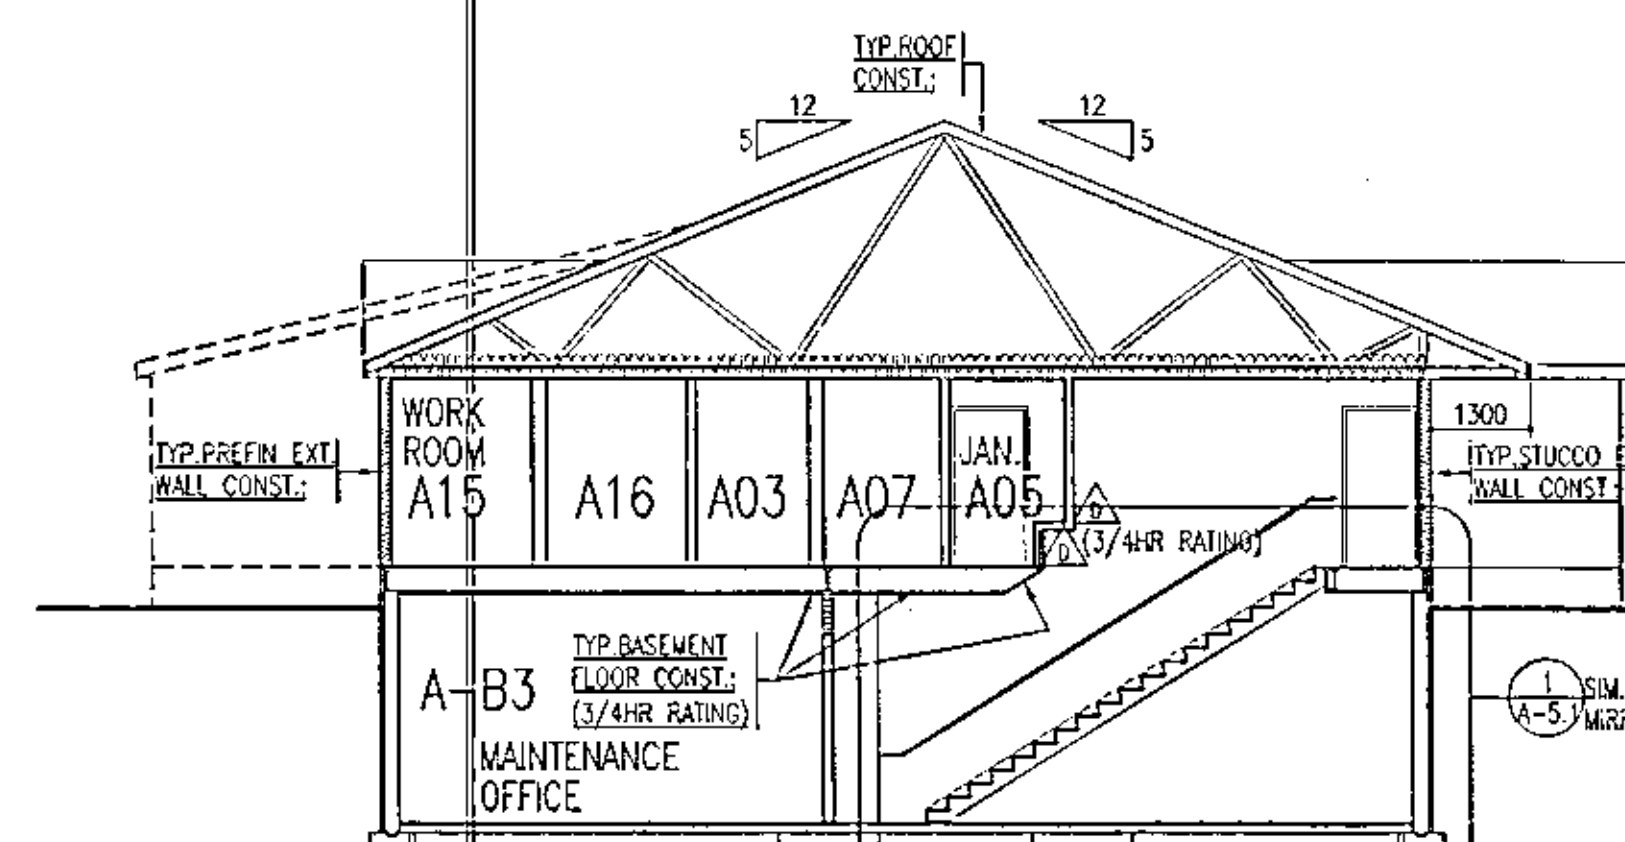 TYP.ROOF
CONST.;
12
5
12
5
WORK
ROOM
A15
A16
A03
A07
JAN.
A05
1300
TYP.PREFIN EXT.
WALL CONST.;
TYP.STUCCO
WALL CONST
D
D
(3/4HR RATING)
TYP.BASEMENT
FLOOR CONST.;
(3/4HR RATING)
A-B3
MAINTENANCE
OFFICE
1
A-5.1
SIM.